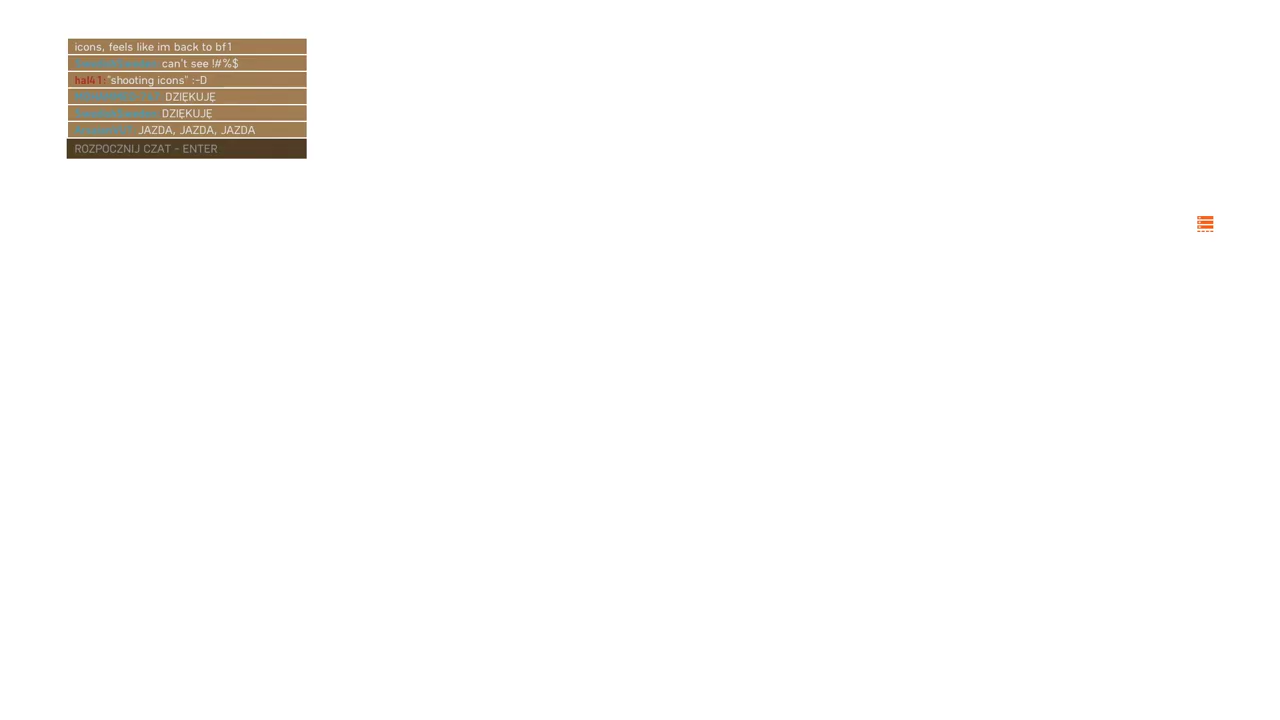 icons, feels like im back to bf1
can't see !#%$
hal41: "shooting icons" :-D
DZIĘKUJĘ
DZIĘKUJĘ
JAZDA, JAZDA, JAZDA
ROZPOCZNIJ CZAT - ENTER